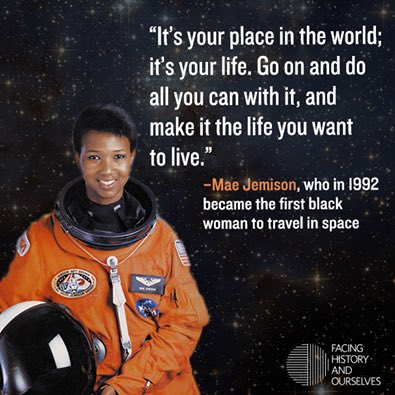 “It’s your place in the world;
it’s your life. Go on and do
all you can with it, and
make it the life you want
to live.”
–Mae Jemison, who in 1992
became the first black
woman to travel in space
FACING
HISTORY
AND
OURSELVES